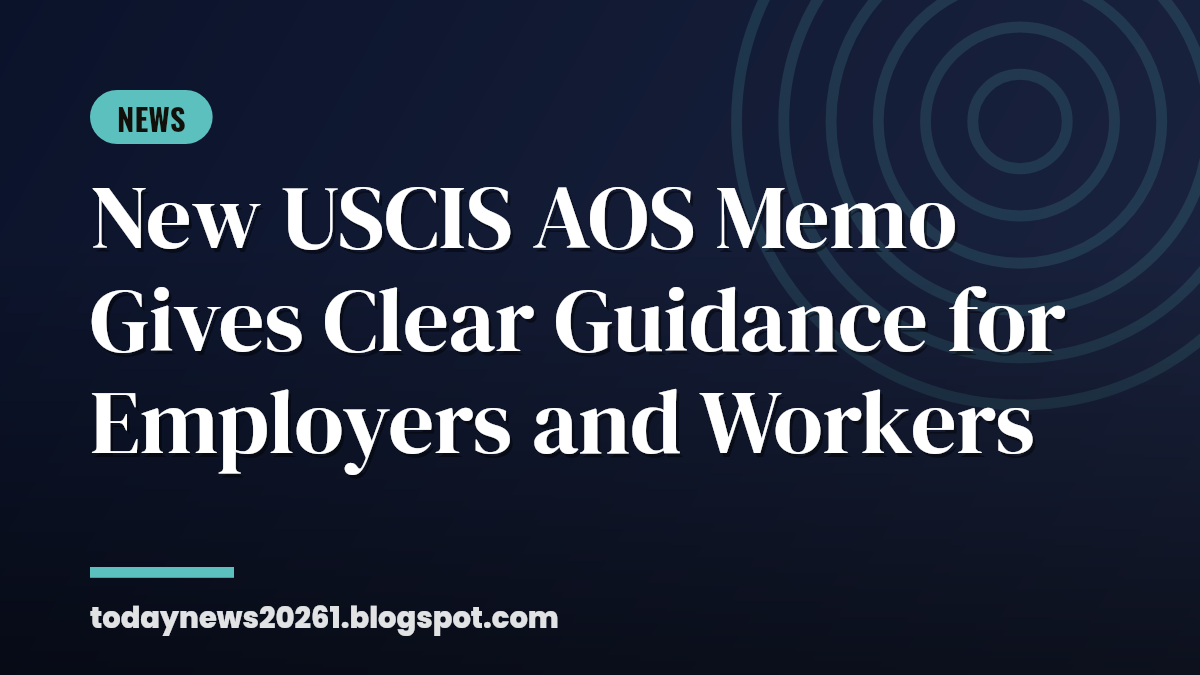 NEWS
New USCIS AOS Memo
Gives Clear Guidance for
Employers and Workers
todaynews20261.blogspot.com